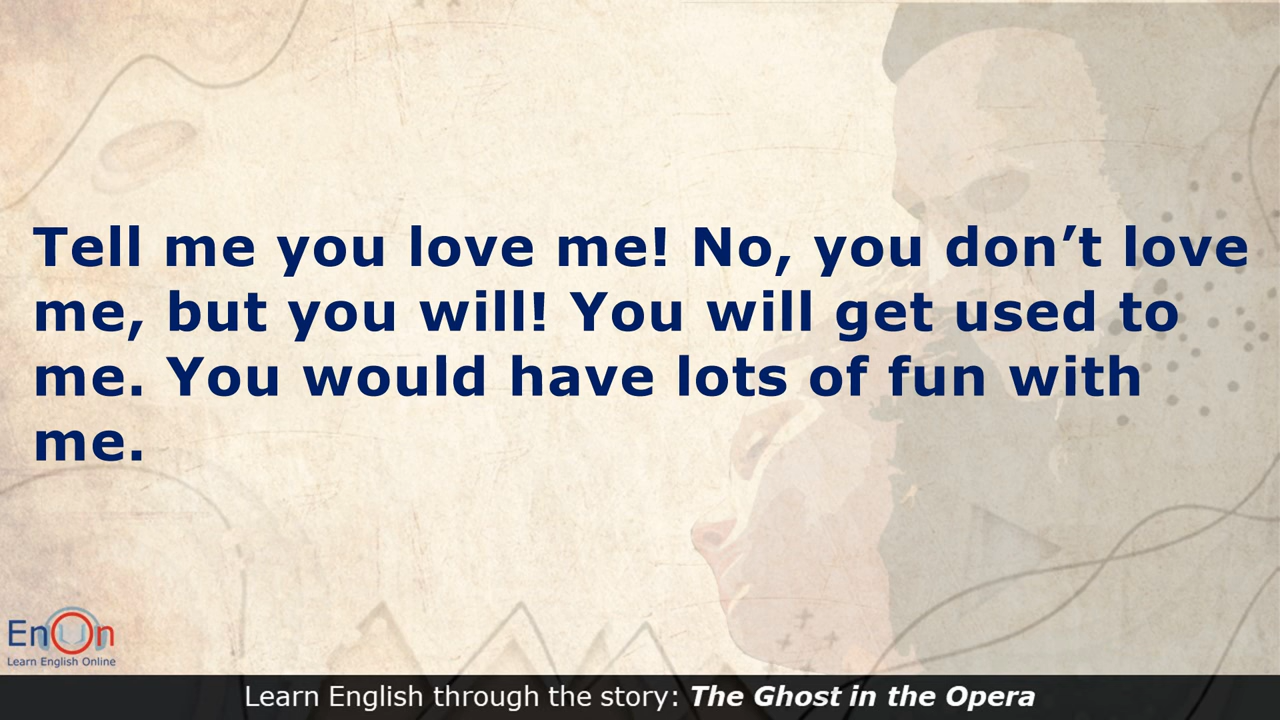 Tell me you love me! No, you don’t love
me, but you will! You will get used to
me. You would have lots of fun with
me.
EnOn
Learn English Online
Learn English through the story: The Ghost in the Opera